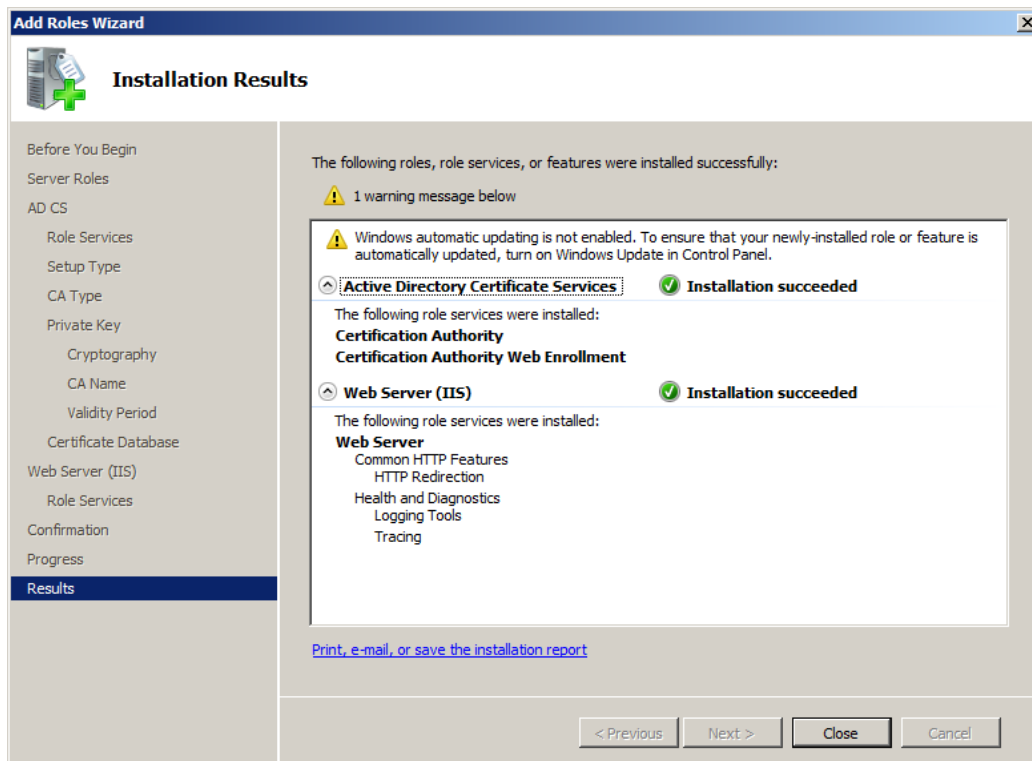 Add Roles Wizard
Installation Results
Before You Begin
Server Roles
AD CS
Role Services
Setup Type
CA Type
Private Key
Cryptography
CA Name
Validity Period
Certificate Database
Web Server (IIS)
Role Services
Confirmation
Progress
Results
The following roles, role services, or features were installed successfully:
1 warning message below
Windows automatic updating is not enabled. To ensure that your newly-installed role or feature is
automatically updated, turn on Windows Update in Control Panel.
Active Directory Certificate Services Installation succeeded
The following role services were installed:
Certification Authority
Certification Authority Web Enrollment
Web Server (IIS) Installation succeeded
The following role services were installed:
Web Server
Common HTTP Features
HTTP Redirection
Health and Diagnostics
Logging Tools
Tracing
Print, e-mail, or save the installation report
< Previous Next > Close Cancel